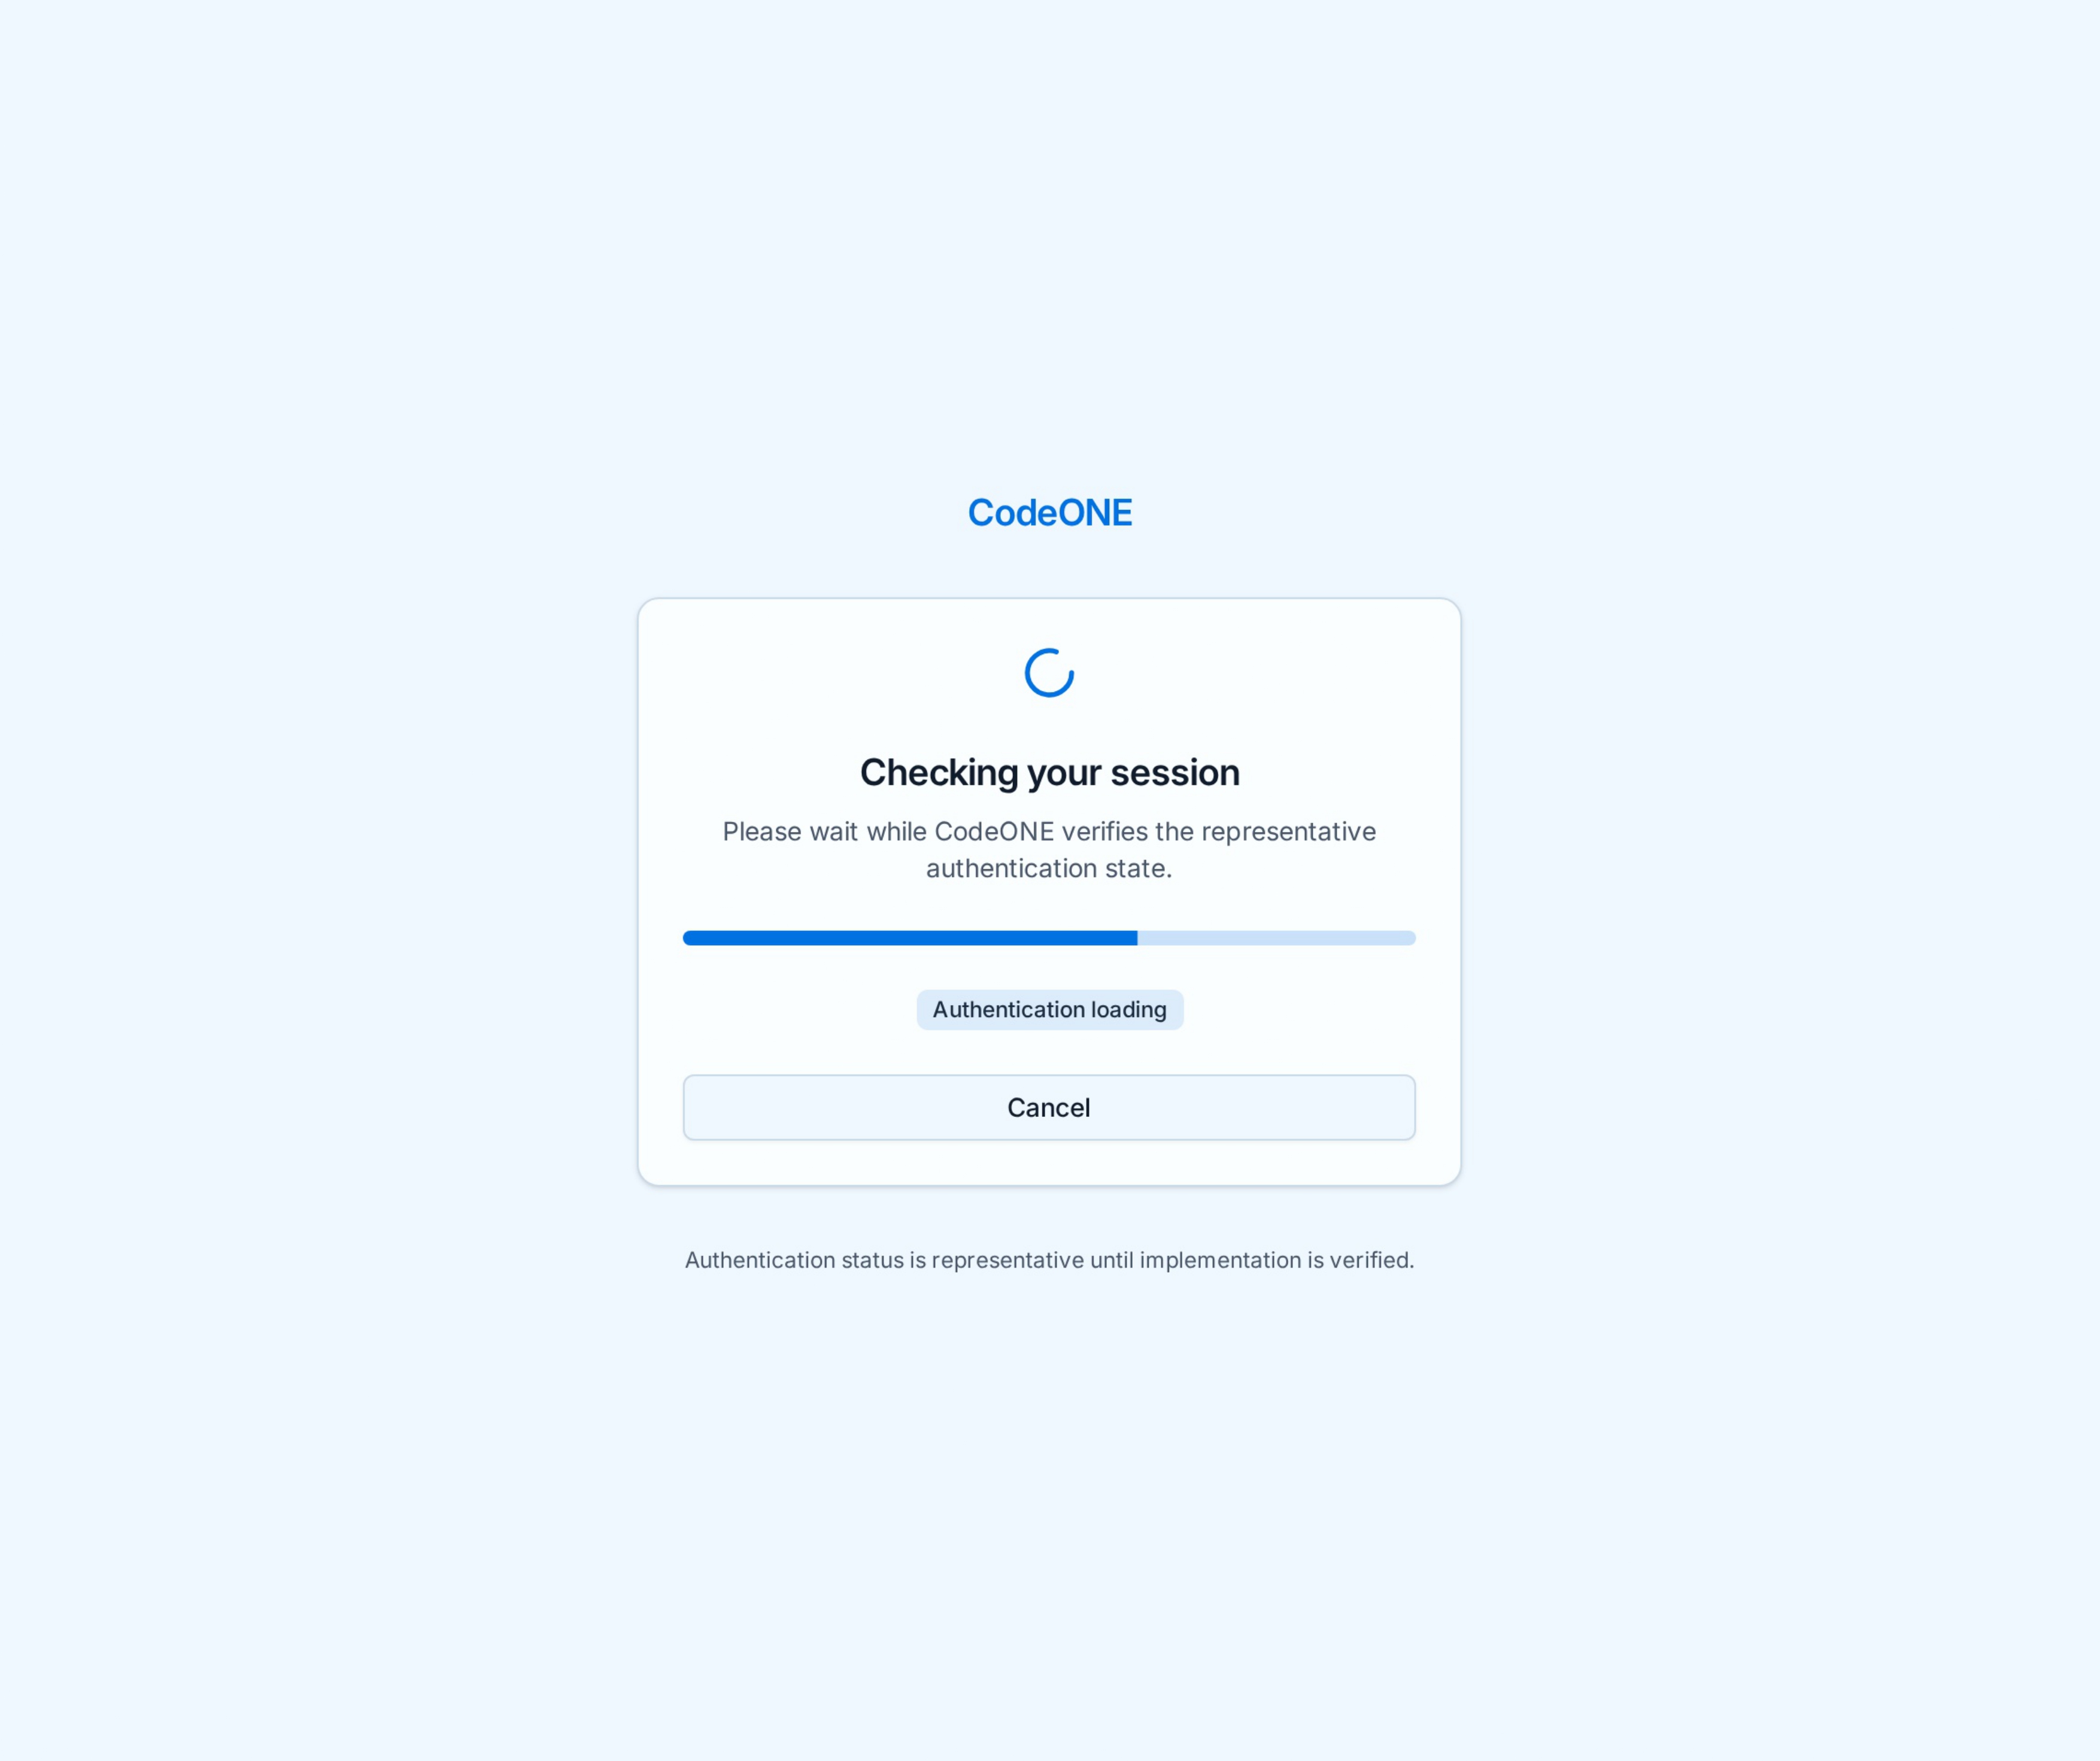 CodeONE
Checking your session
Please wait while CodeONE verifies the representative
authentication state.
Authentication loading
Cancel
Authentication status is representative until implementation is verified.